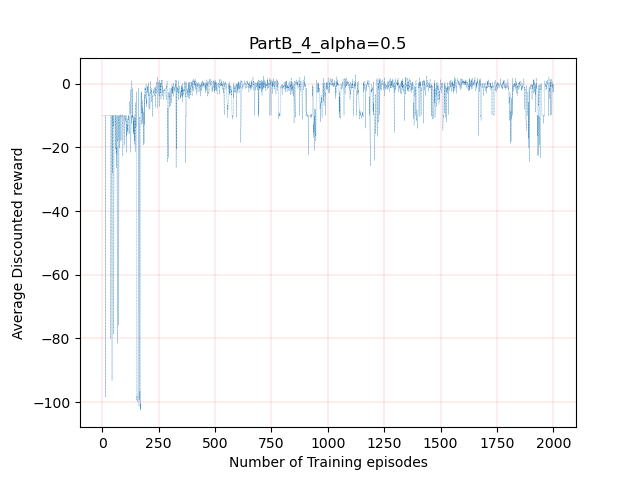 PartB_4_alpha=0.5
Average Discounted reward
0
−20
−40
−60
−80
−100
0 250 500 750 1000 1250 1500 1750 2000
Number of Training episodes